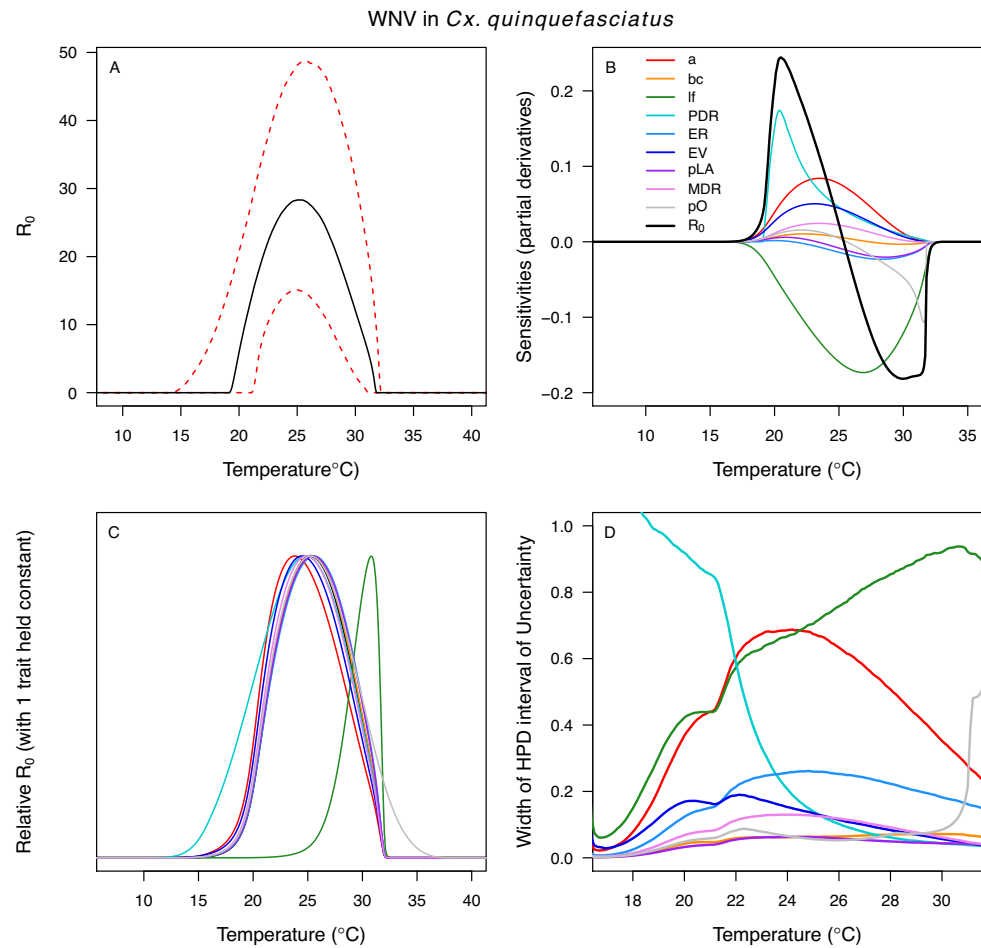 WNV in Cx. quinquefasciatus
A
R0
50
40
30
20
10
0
10 15 20 25 30 35 40
Temperature°C)
B
a
bc
lf
PDR
ER
EV
pLA
MDR
pO
R0
Sensitivities (partial derivatives)
0.2
0.1
0.0
−0.1
−0.2
10 15 20 25 30 35
Temperature (°C)
C
Relative R0 (with 1 trait held constant)
10 15 20 25 30 35 40
Temperature (°C)
D
Width of HPD interval of Uncertainty
1.0
0.8
0.6
0.4
0.2
0.0
18 20 22 24 26 28 30
Temperature (°C)